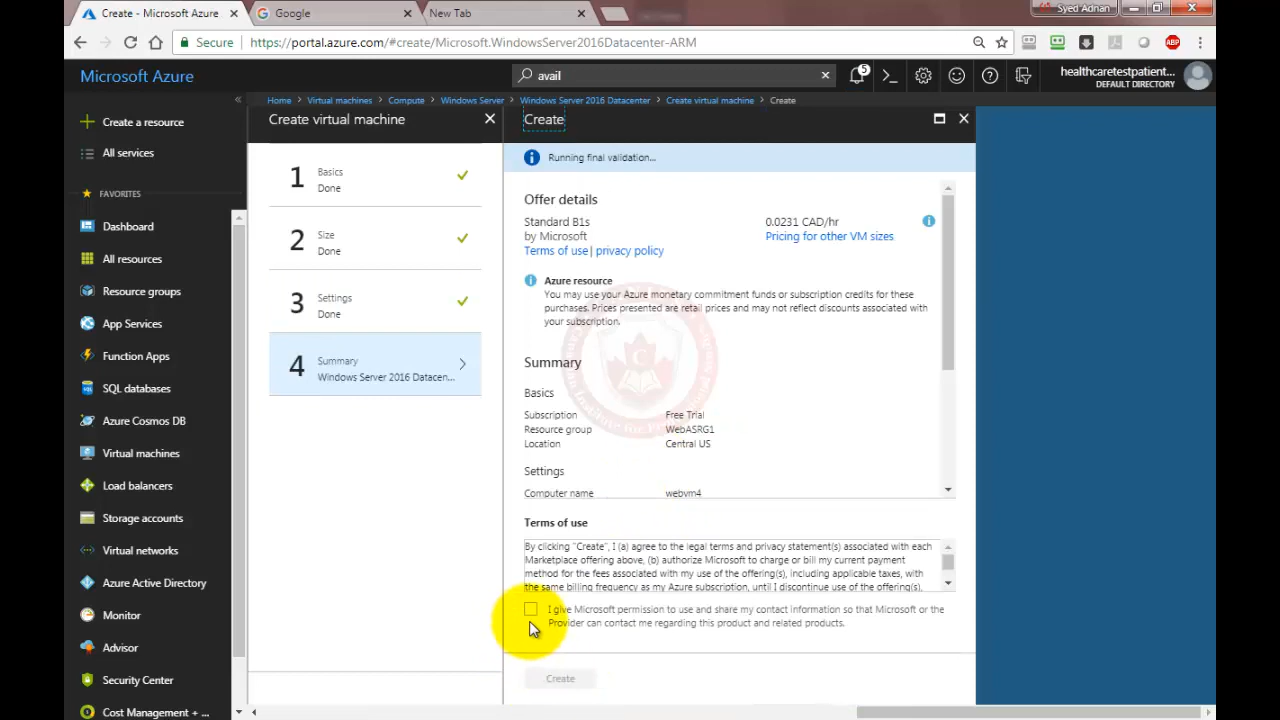 Create - Microsoft Azure
Google
New Tab
Syed Adnan
Secure
https://portal.azure.com/#create/Microsoft.WindowsServer2016Datacenter-ARM
ABP
Microsoft Azure
avail
5
healthcaretestpatient...
DEFAULT DIRECTORY
Home > Virtual machines > Compute > Windows Server > Windows Server 2016 Datacenter > Create virtual machine > Create
Create a resource
All services
FAVORITES
Dashboard
All resources
Resource groups
App Services
Function Apps
SQL databases
Azure Cosmos DB
Virtual machines
Load balancers
Storage accounts
Virtual networks
Azure Active Directory
Monitor
Advisor
Security Center
Cost Management + ...
Create virtual machine
1 Basics
Done
2 Size
Done
3 Settings
Done
4 Summary
Windows Server 2016 Datacen...
Create
Running final validation...
Offer details
Standard B1s 0.0231 CAD/hr
by Microsoft Pricing for other VM sizes
Terms of use | privacy policy
Azure resource
You may use your Azure monetary commitment funds or subscription credits for these
purchases. Prices presented are retail prices and may not reflect discounts associated with
your subscription.
Summary
Basics
Subscription Free Trial
Resource group WebASRG1
Location Central US
Settings
Computer name webvm4
Terms of use
By clicking "Create", I (a) agree to the legal terms and privacy statement(s) associated with each
Marketplace offering above, (b) authorize Microsoft to charge or bill my current payment
method for the fees associated with my use of the offering(s), including applicable taxes, with
the same billing frequency as my Azure subscription, until I discontinue use of the offering(s),
I give Microsoft permission to use and share my contact information so that Microsoft or the
Provider can contact me regarding this product and related products.
Create